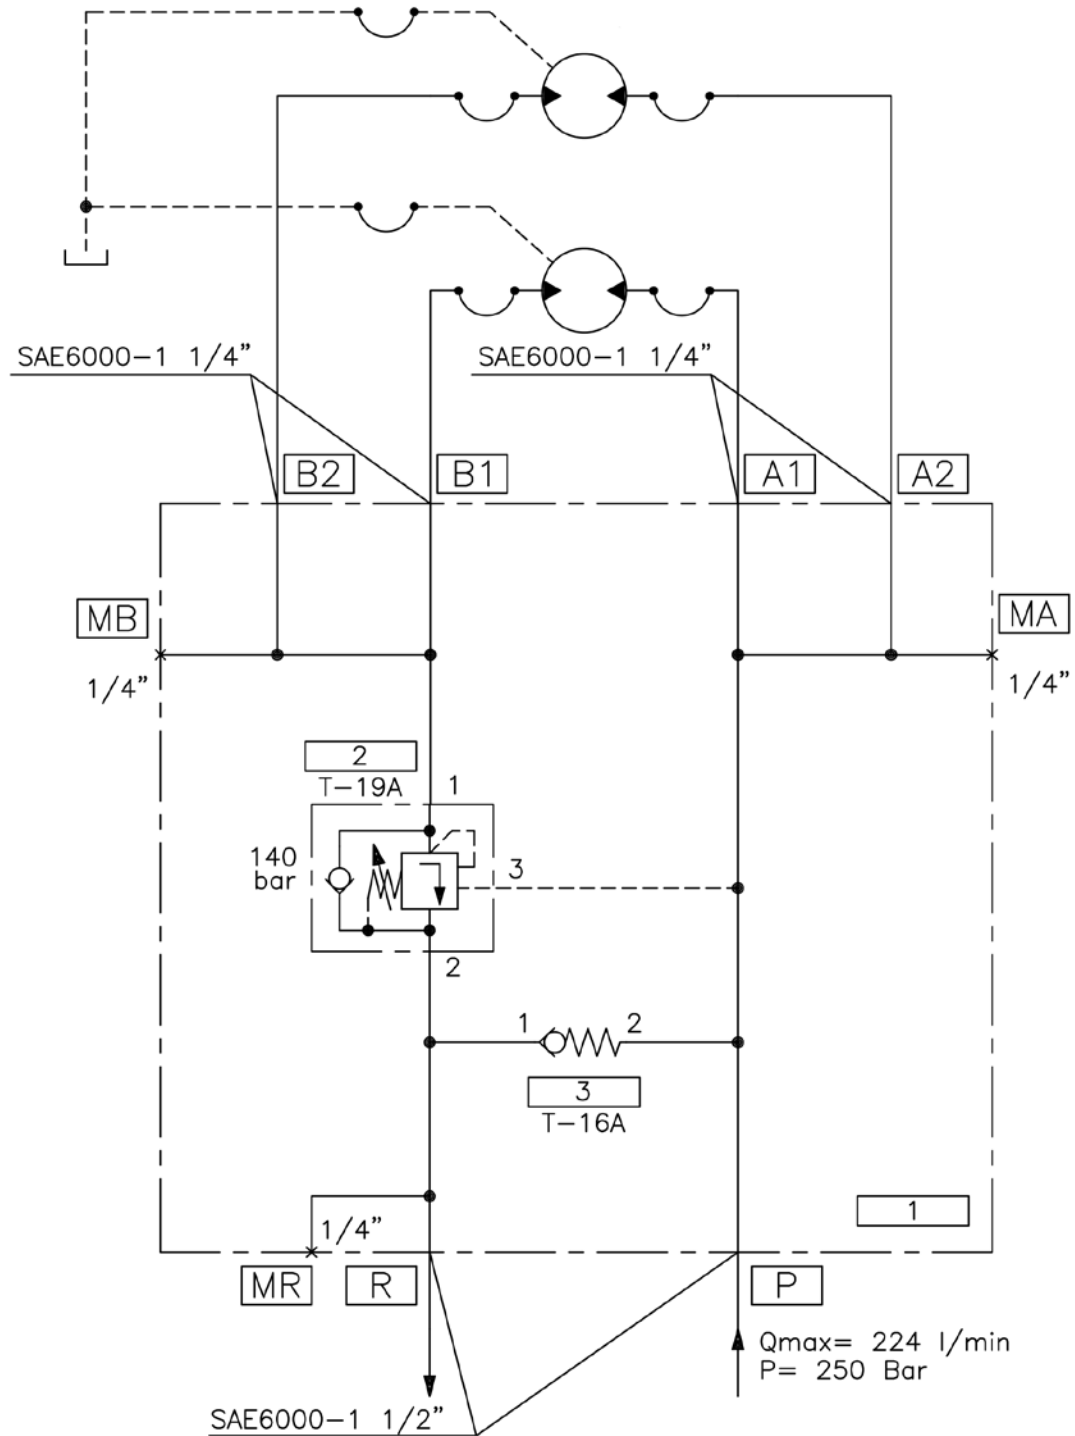 SAE6000-1 1/4"
SAE6000-1 1/4"
B2
B1
A1
A2
MB
MA
1/4"
1/4"
2
T-19A
1
140
bar
3
2
1
2
3
T-16A
1
1/4"
MR
R
P
Qmax= 224 l/min
P= 250 Bar
SAE6000-1 1/2"